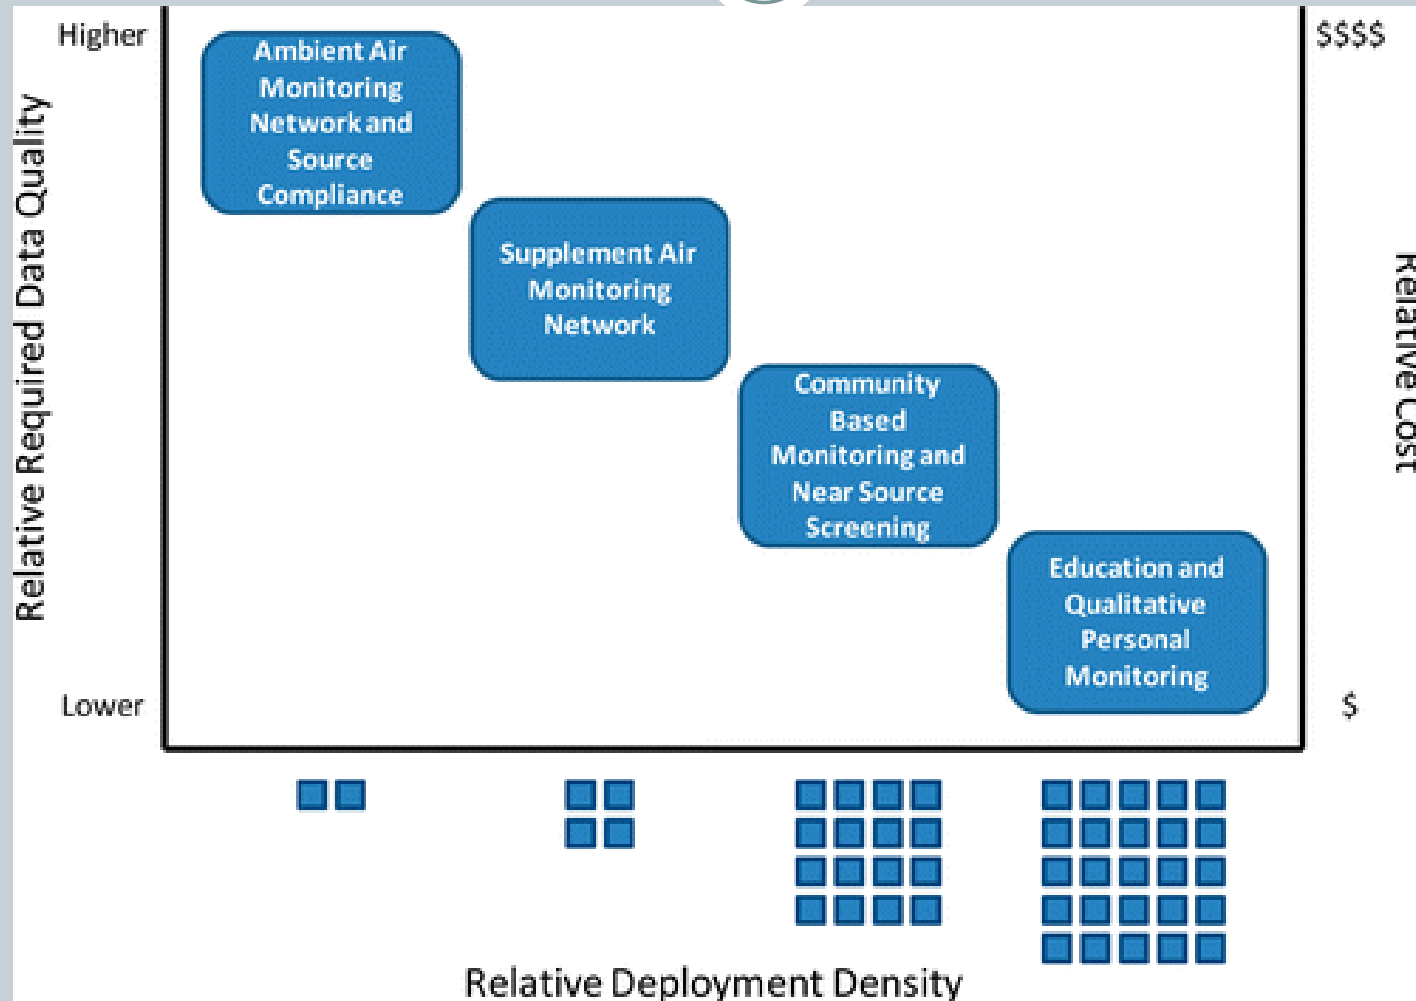 Higher
$$$$
Relative Required Data Quality
Ambient Air
Monitoring
Network and
Source
Compliance
Supplement Air
Monitoring
Network
Community
Based
Monitoring and
Near Source
Screening
Education and
Qualitative
Personal
Monitoring
Relative Cost
Lower
$
Relative Deployment Density